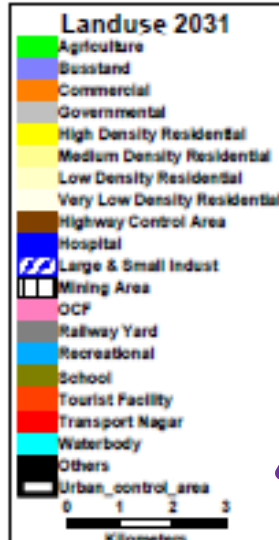 Landuse 2031
Agriculture
Busstand
Commercial
Governmental
High Density Residential
Medium Density Residential
Low Density Residential
Very Low Density Residential
Highway Control Area
Hospital
Large & Small Indust
Mining Area
OCF
Railway Yard
Recreational
School
Tourist Facility
Transport Nagar
Waterbody
Others
Urban_control_area
0 1 2 3
Kilometers